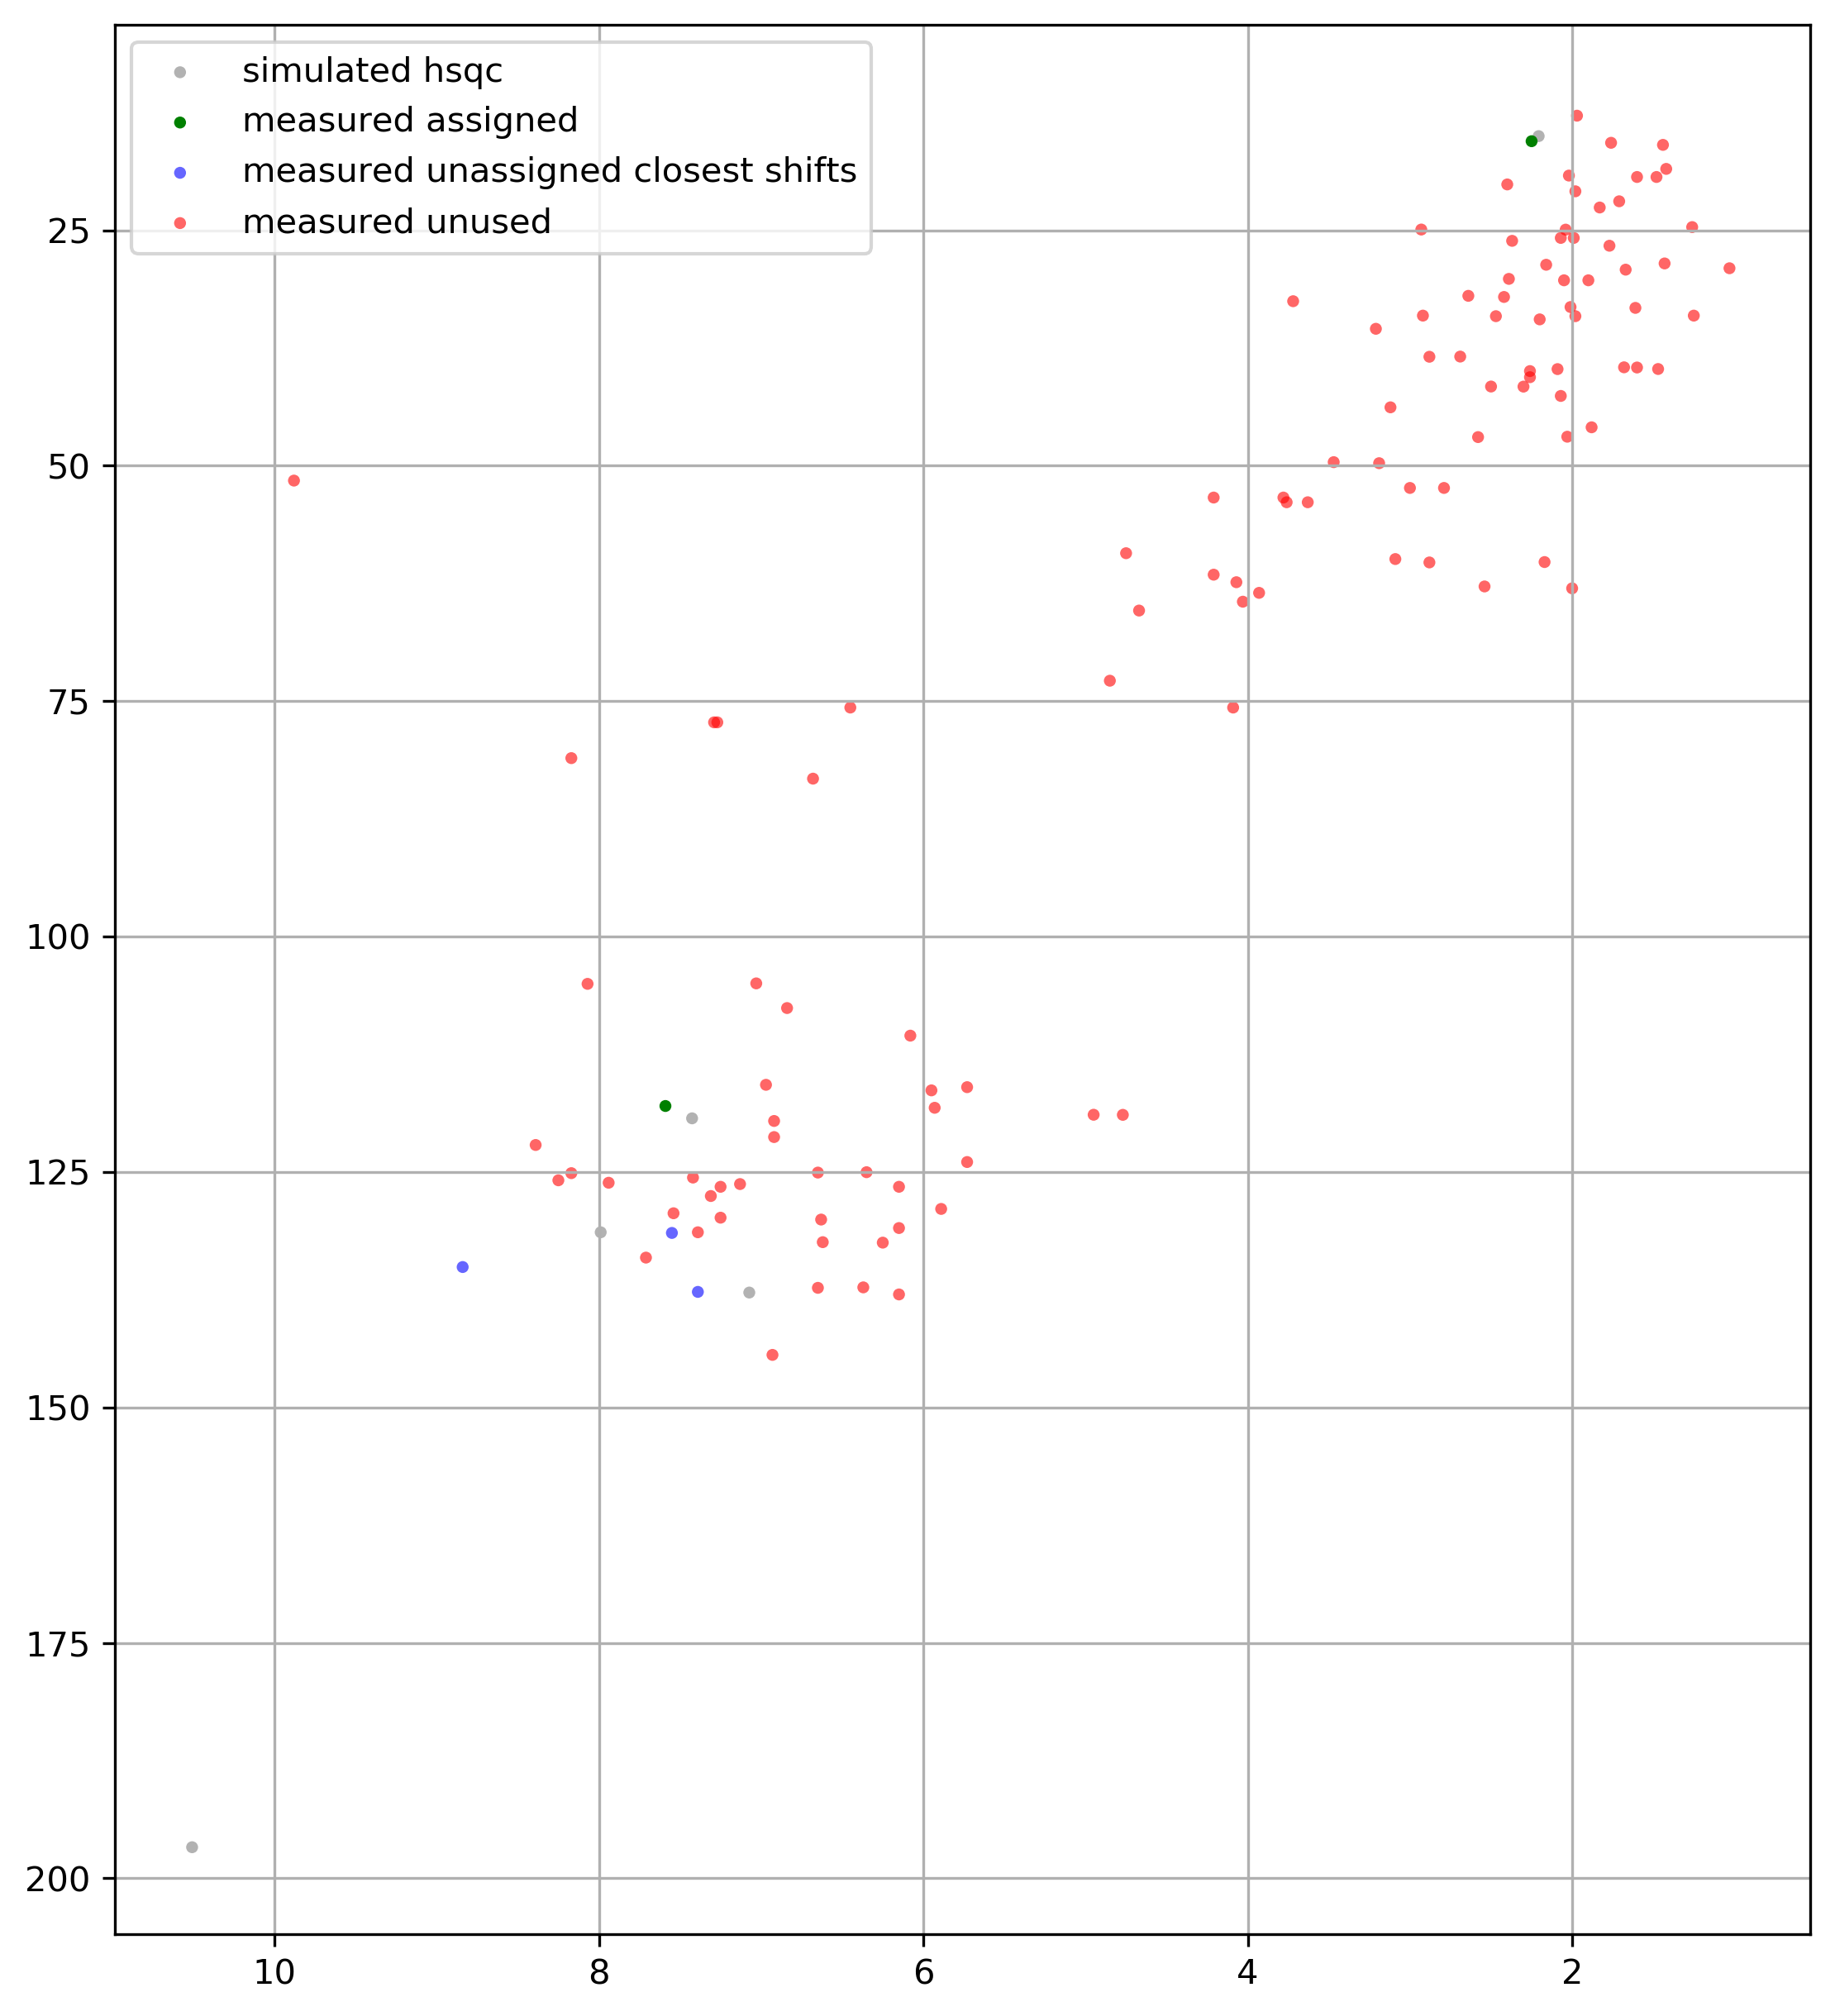 simulated hsqc
measured assigned
measured unassigned closest shifts
measured unused
25
50
75
100
125
150
175
200
10 8 6 4 2